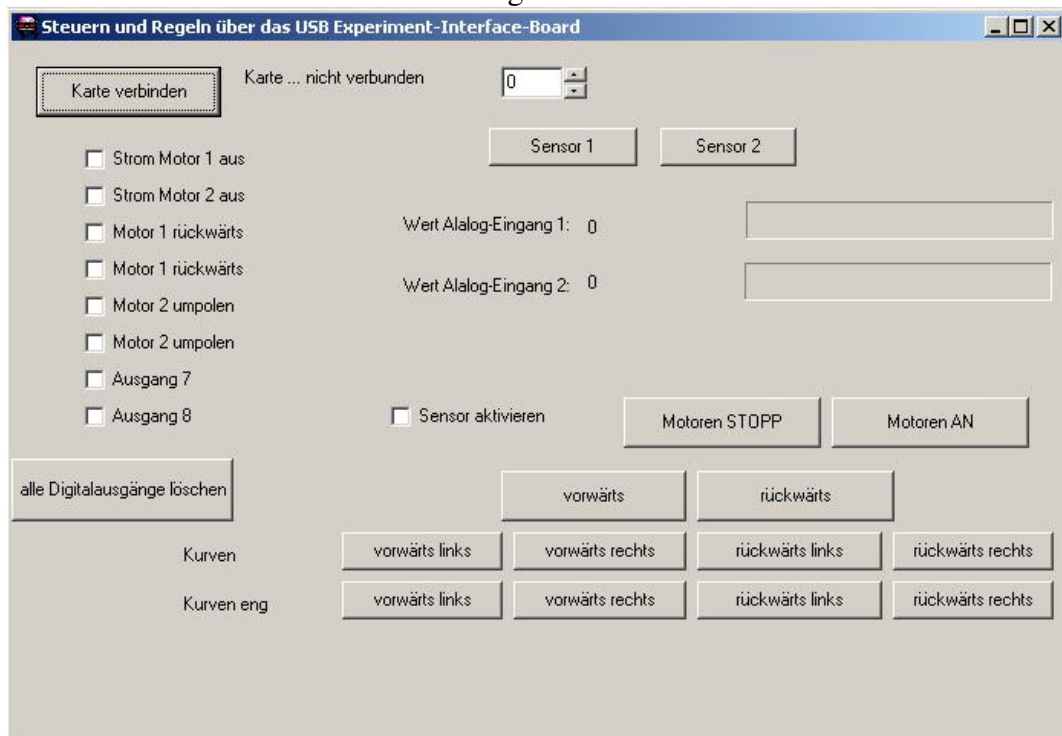 Steuern und Regeln über das USB Experiment-Interface-Board
Karte verbinden
Karte ... nicht verbunden
0
Sensor 1
Sensor 2
Strom Motor 1 aus
Strom Motor 2 aus
Motor 1 rückwärts
Motor 1 rückwärts
Motor 2 umpolen
Motor 2 umpolen
Ausgang 7
Ausgang 8
Wert Alalog-Eingang 1: 0
Wert Alalog-Eingang 2: 0
Sensor aktivieren
Motoren STOPP
Motoren AN
alle Digitalausgänge löschen
vorwärts
rückwärts
Kurven
vorwärts links
vorwärts rechts
rückwärts links
rückwärts rechts
Kurven eng
vorwärts links
vorwärts rechts
rückwärts links
rückwärts rechts